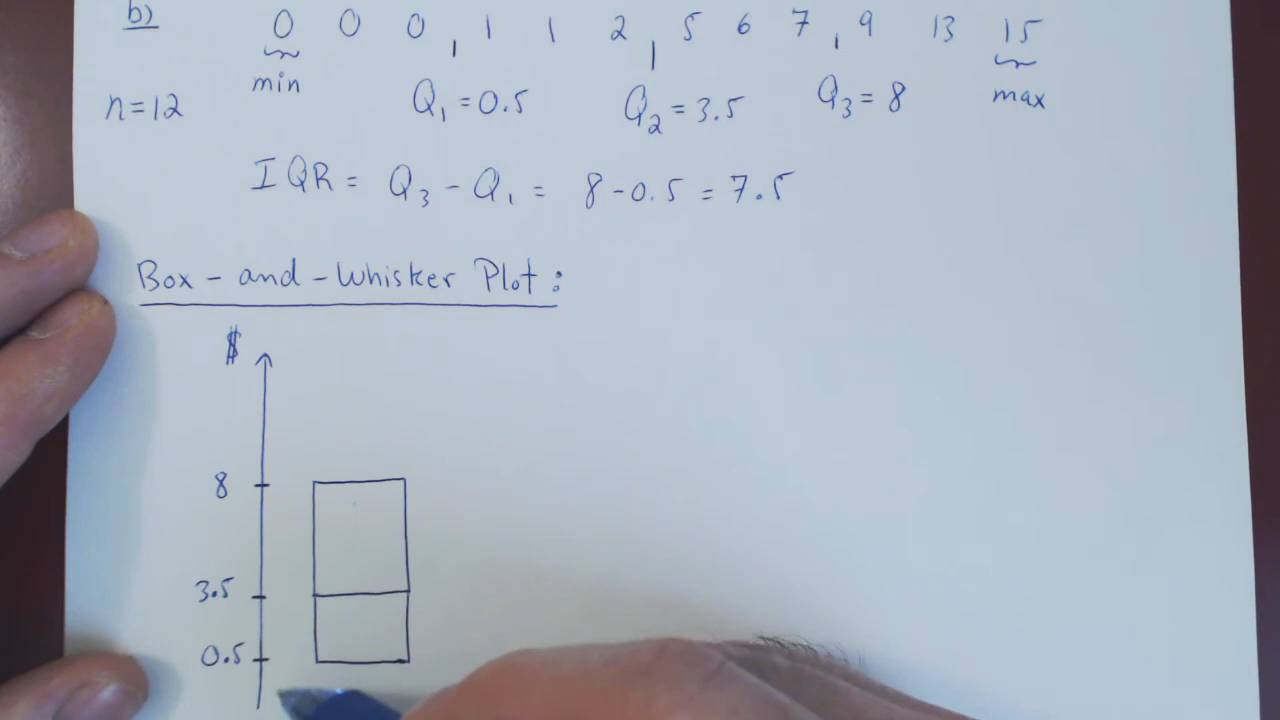 b) 0 0 0 , 1 1 2 , 5 6 7 , 9 13 15
min max
n=12 Q₁ = 0.5 Q₂ = 3.5 Q₃ = 8
IQR = Q₃ - Q₁ = 8 - 0.5 = 7.5
Box-and-Whisker Plot:
$
8
3.5
0.5